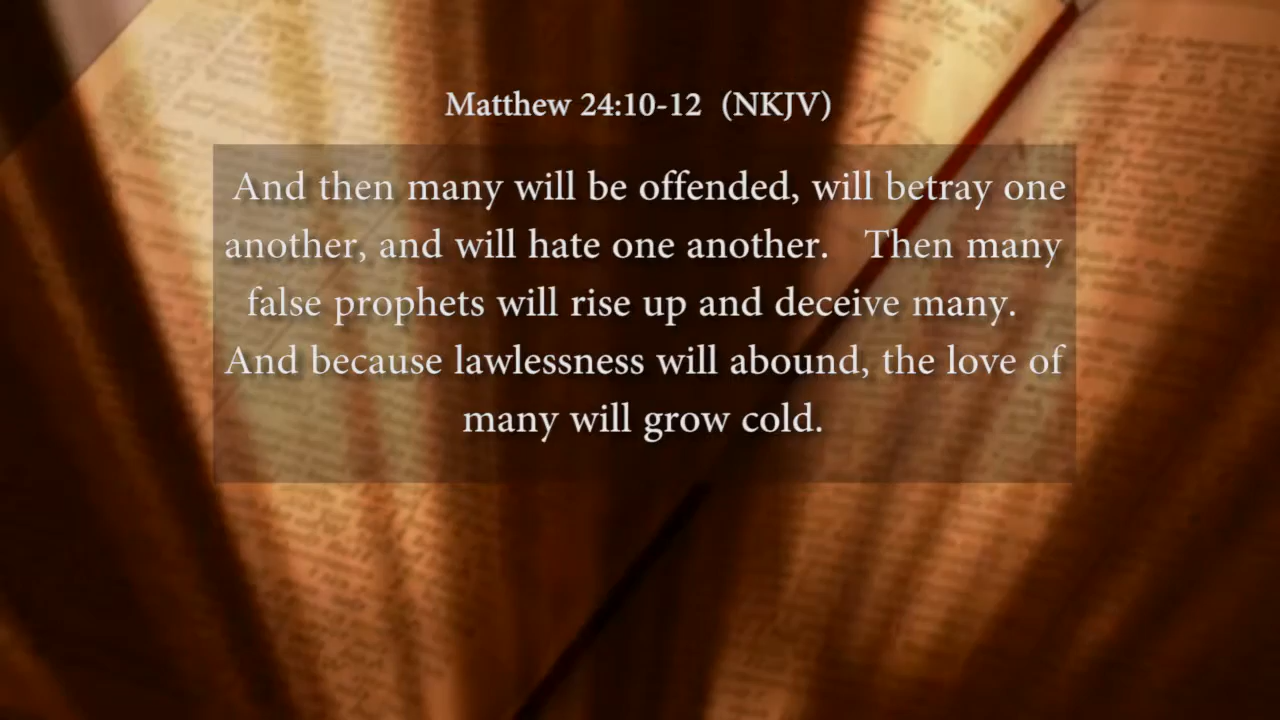 Matthew 24:10-12 (NKJV)
And then many will be offended, will betray one
another, and will hate one another. Then many
false prophets will rise up and deceive many.
And because lawlessness will abound, the love of
many will grow cold.